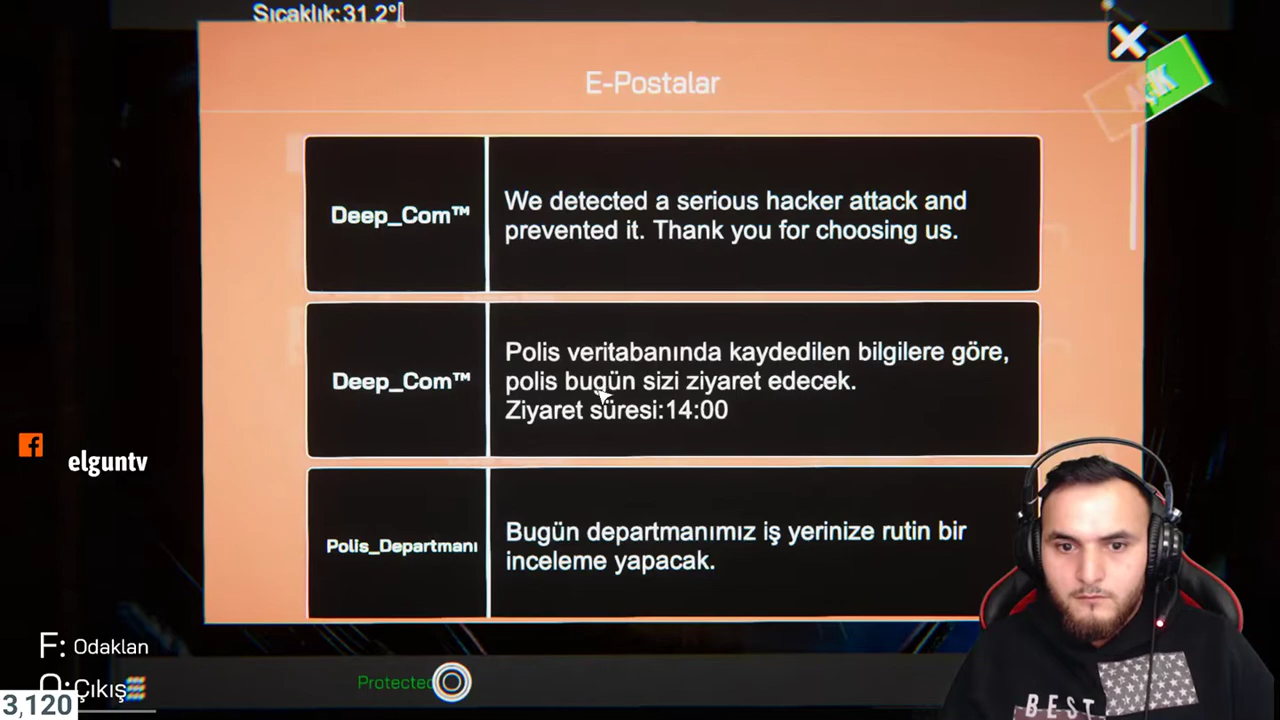 Sıcaklık:31.2°
E-Postalar
AÇIK
Deep_Com™
We detected a serious hacker attack and
prevented it. Thank you for choosing us.
Deep_Com™
Polis veritabanında kaydedilen bilgilere göre,
polis bugün sizi ziyaret edecek.
Ziyaret süresi:14:00
Polis_Departmanı
Bugün departmanımız iş yerinize rutin bir
inceleme yapacak.
elguntv
F: Odaklan
Q: Çıkış
3,120
Protected
BEST